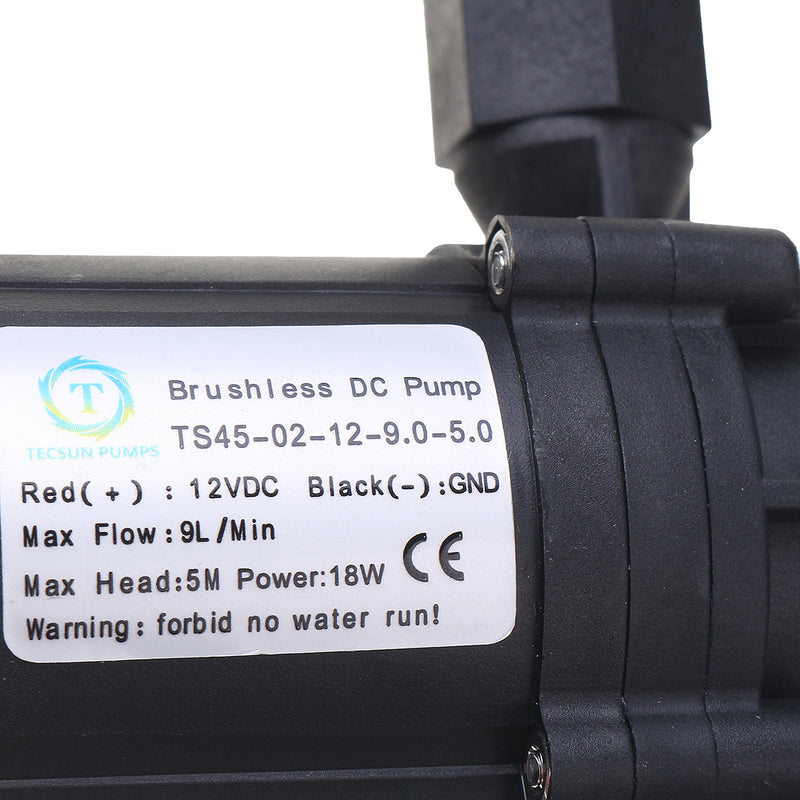 T
TECSUN PUMPS
Brushless DC Pump
TS45-02-12-9.0-5.0
Red(+) : 12VDC Black(-):GND
Max Flow:9L/Min
Max Head:5M Power:18W CE
Warning: forbid no water run!